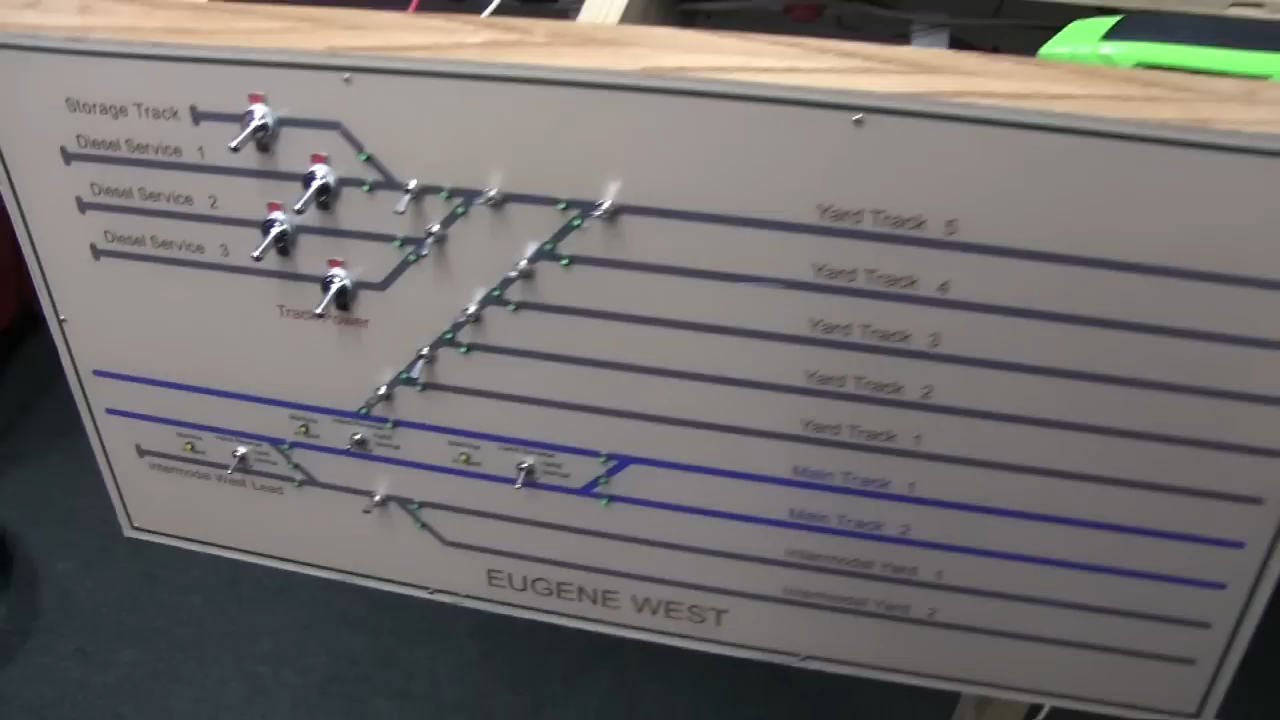 Storage Track
Diesel Service 1
Diesel Service 2
Diesel Service 3
Track Power
Yard Track 5
Yard Track 4
Yard Track 3
Yard Track 2
Yard Track 1
Main Track 1
Main Track 2
Intermodal West Lead
Intermodal Yard 1
Intermodal Yard 2
EUGENE WEST